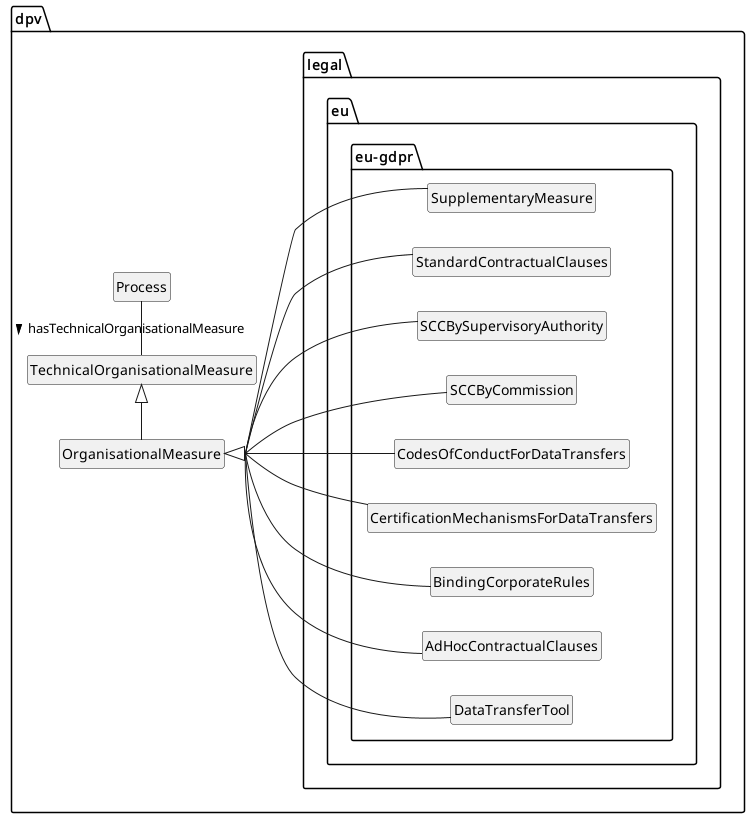 dpv
legal
eu
eu-gdpr
SupplementaryMeasure
StandardContractualClauses
Process
SCCBySupervisoryAuthority
hasTechnicalOrganisationalMeasure
TechnicalOrganisationalMeasure
SCCByCommission
OrganisationalMeasure
CodesOfConductForDataTransfers
CertificationMechanismsForDataTransfers
BindingCorporateRules
AdHocContractualClauses
DataTransferTool